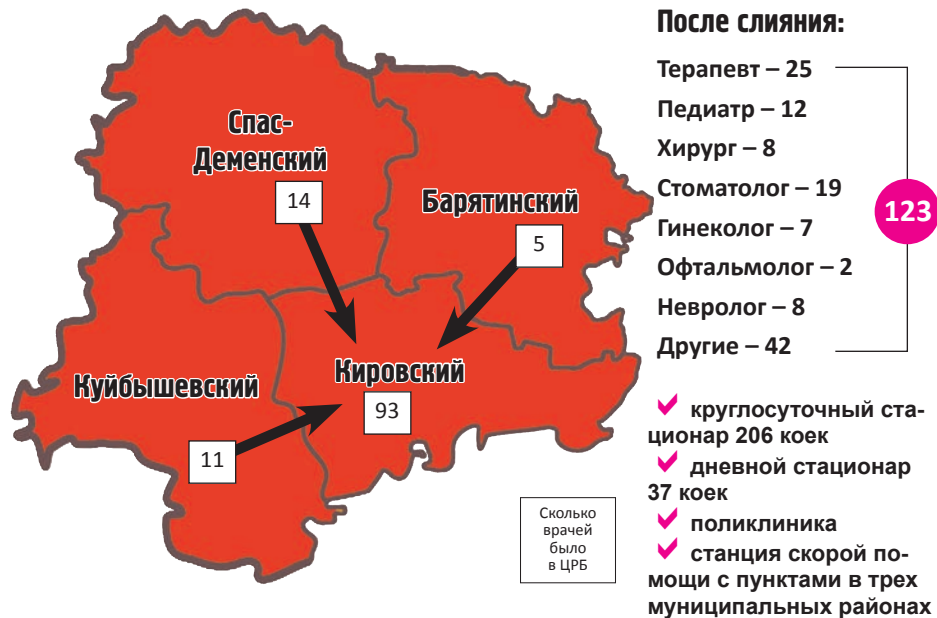 Спас-
Деменский
14
Барятинский
5
Куйбышевский
11
Кировский
93
Сколько
врачей
было
в ЦРБ
После слияния:
Терапевт – 25
Педиатр – 12
Хирург – 8
Стоматолог – 19
Гинеколог – 7
Офтальмолог – 2
Невролог – 8
Другие – 42
123
круглосуточный ста-
ционар 206 коек
дневной стационар
37 коек
поликлиника
станция скорой по-
мощи с пунктами в трех
муниципальных районах